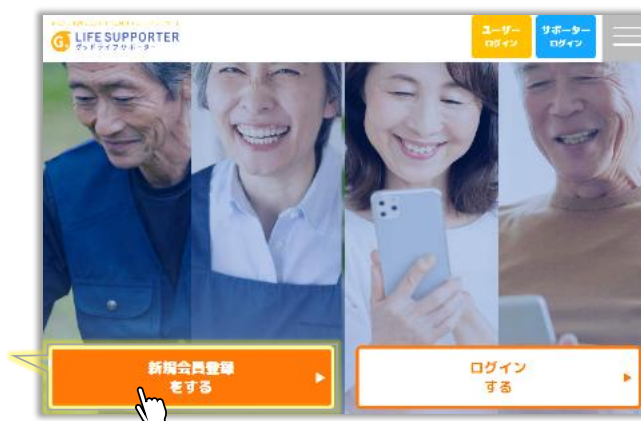 LIFE SUPPORTER
グッドライフサポーター
ユーザー
ログイン
サポーター
ログイン
新規会員登録
をする
ログイン
する